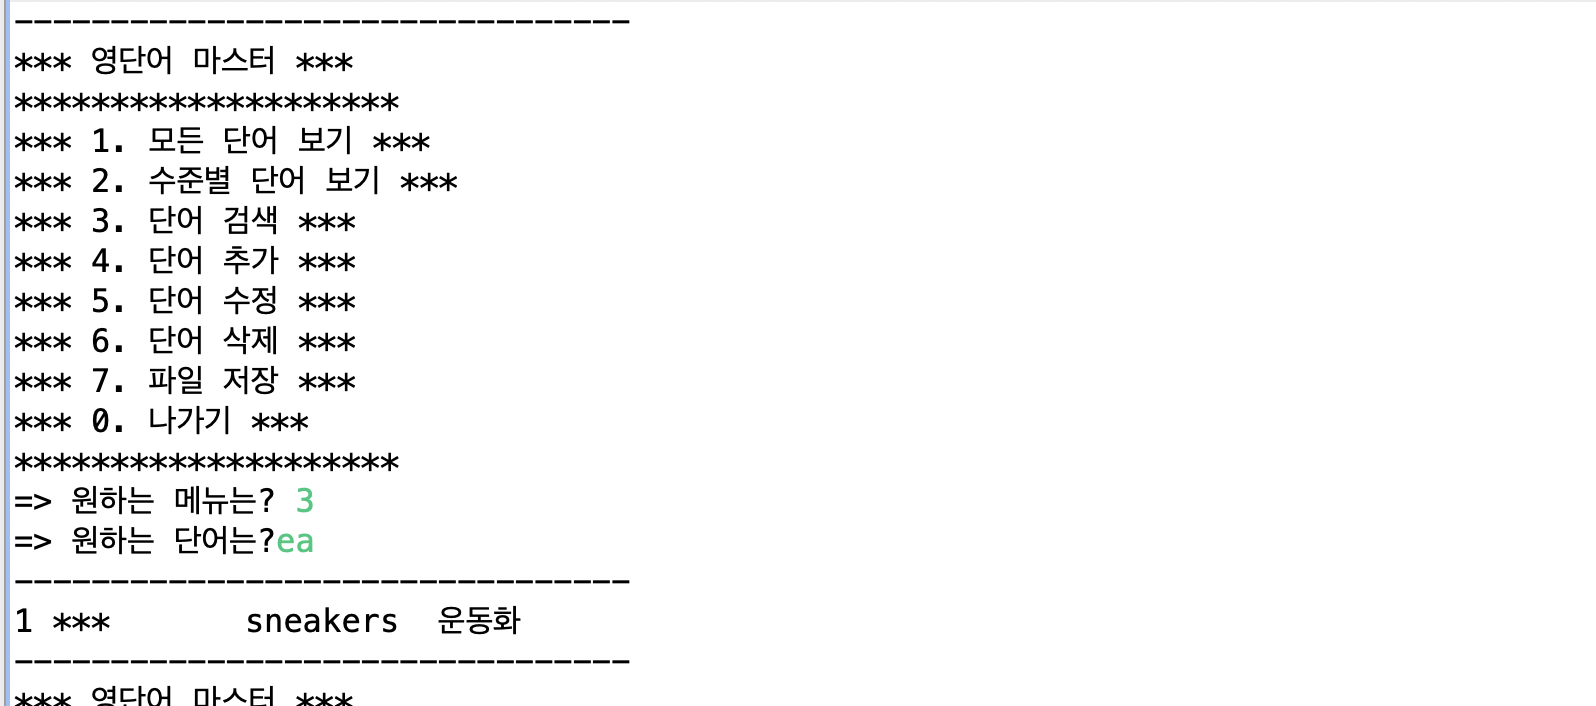 --------------------------------
*** 영단어 마스터 ***
********************
*** 1. 모든 단어 보기 ***
*** 2. 수준별 단어 보기 ***
*** 3. 단어 검색 ***
*** 4. 단어 추가 ***
*** 5. 단어 수정 ***
*** 6. 단어 삭제 ***
*** 7. 파일 저장 ***
*** 0. 나가기 ***
********************
=> 원하는 메뉴는? 3
=> 원하는 단어는?ea
--------------------------------
1 ***       sneakers  운동화
--------------------------------
*** 영단어 마스터 ***